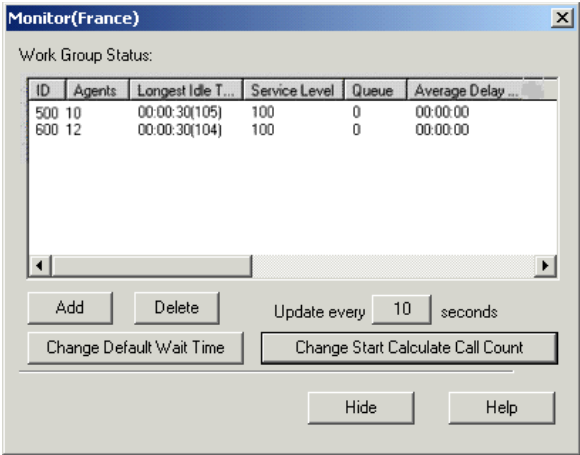 Monitor(France)
Work Group Status:
ID Agents Longest Idle T... Service Level Queue Average Delay ...
500 10 00:00:30(105) 100 0 00:00:00
600 12 00:00:30(104) 100 0 00:00:00
Add Delete Update every 10 seconds
Change Default Wait Time Change Start Calculate Call Count
Hide Help